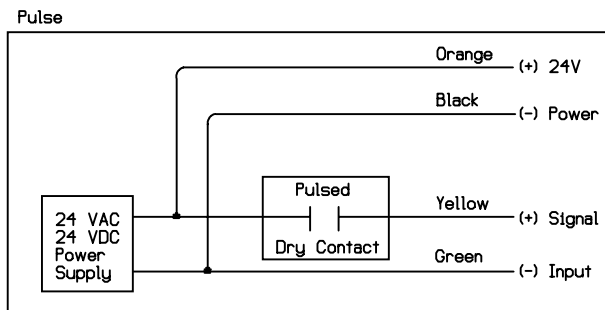 Pulse
Orange
(+) 24V
Black
(-) Power
24 VAC
24 VDC
Power
Supply
Pulsed
Dry Contact
Yellow
(+) Signal
Green
(-) Input